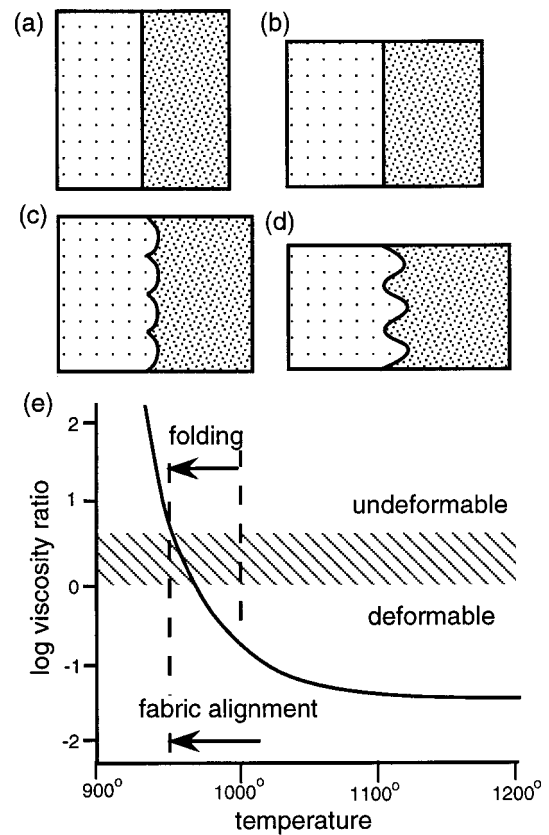 (a)
(b)
(c)
(d)
(e)
2
1
0
-1
-2
log viscosity ratio
folding
undeformable
deformable
fabric alignment
900° 1000° 1100° 1200°
temperature